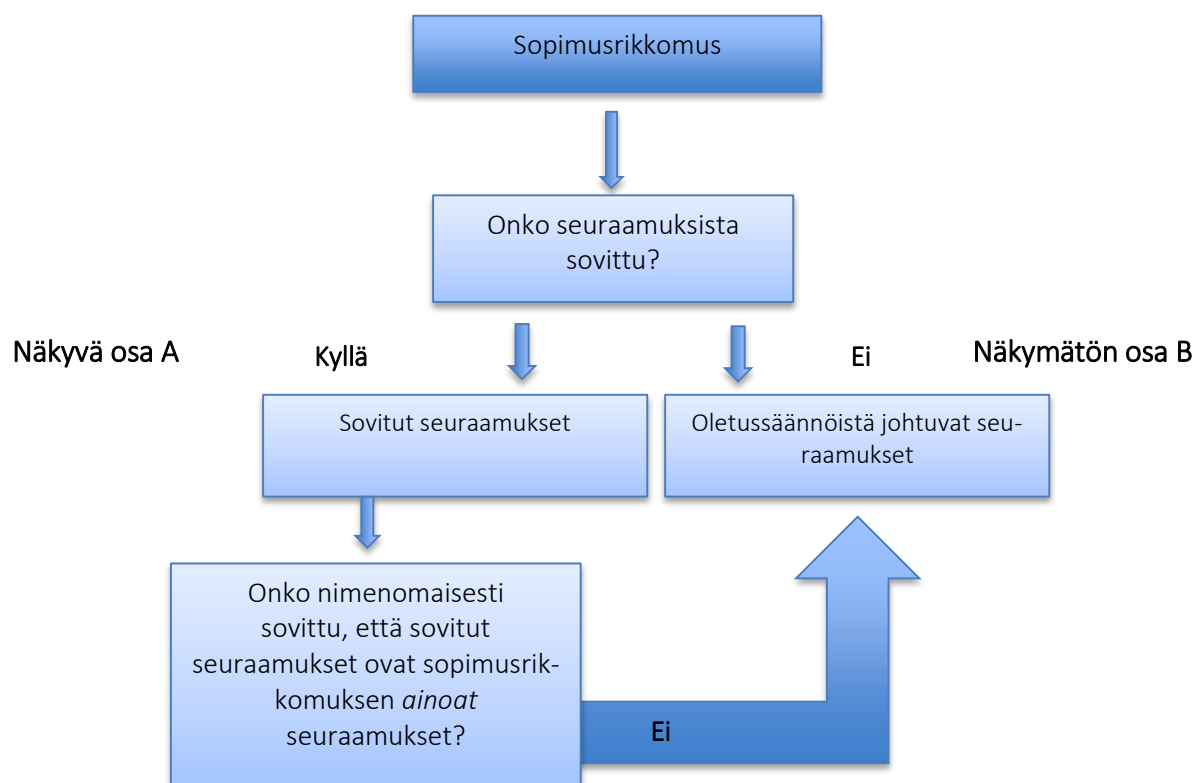 Sopimusrikkomus
Onko seuraamuksista
sovittu?
Näkyvä osa A
Kyllä
Ei
Näkymätön osa B
Sovitut seuraamukset
Oletussäännöistä johtuvat seu-
raamukset
Onko nimenomaisesti
sovittu, että sovitut
seuraamukset ovat sopimusrik-
komuksen ainoat
seuraamukset?
Ei